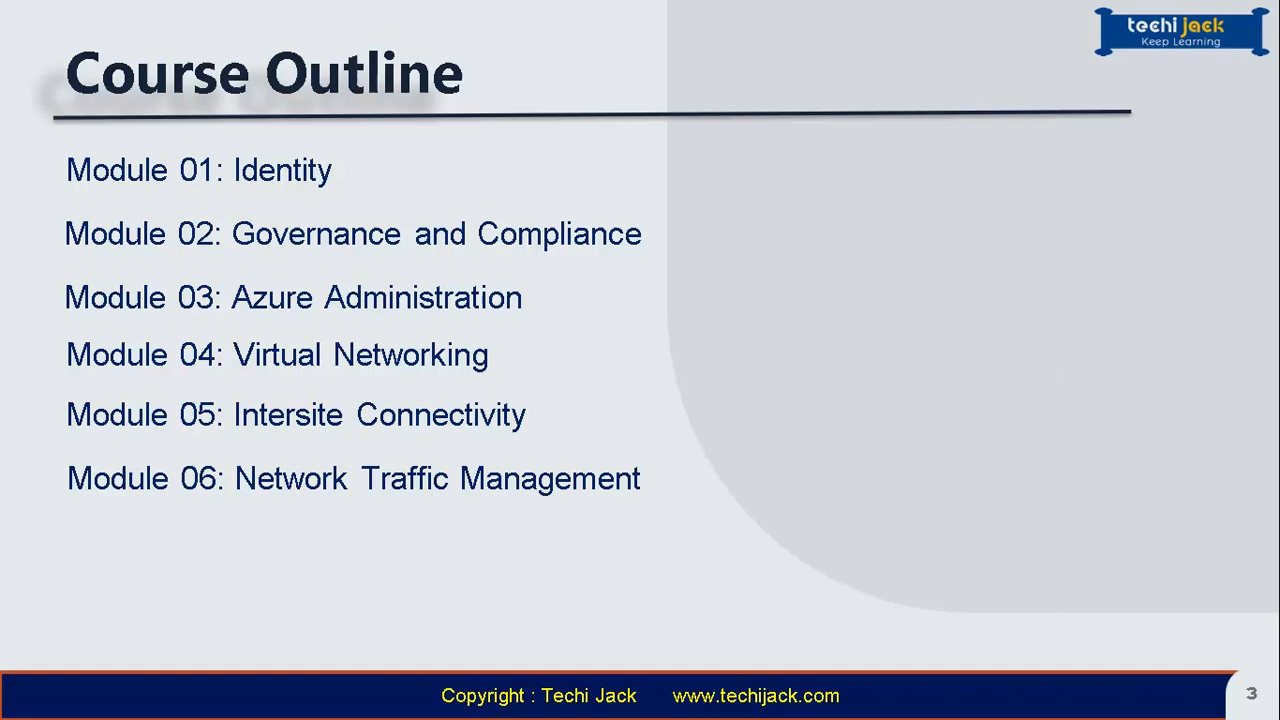 techi jack
Keep Learning
Course Outline
Module 01: Identity
Module 02: Governance and Compliance
Module 03: Azure Administration
Module 04: Virtual Networking
Module 05: Intersite Connectivity
Module 06: Network Traffic Management
Copyright : Techi Jack www.techijack.com
3